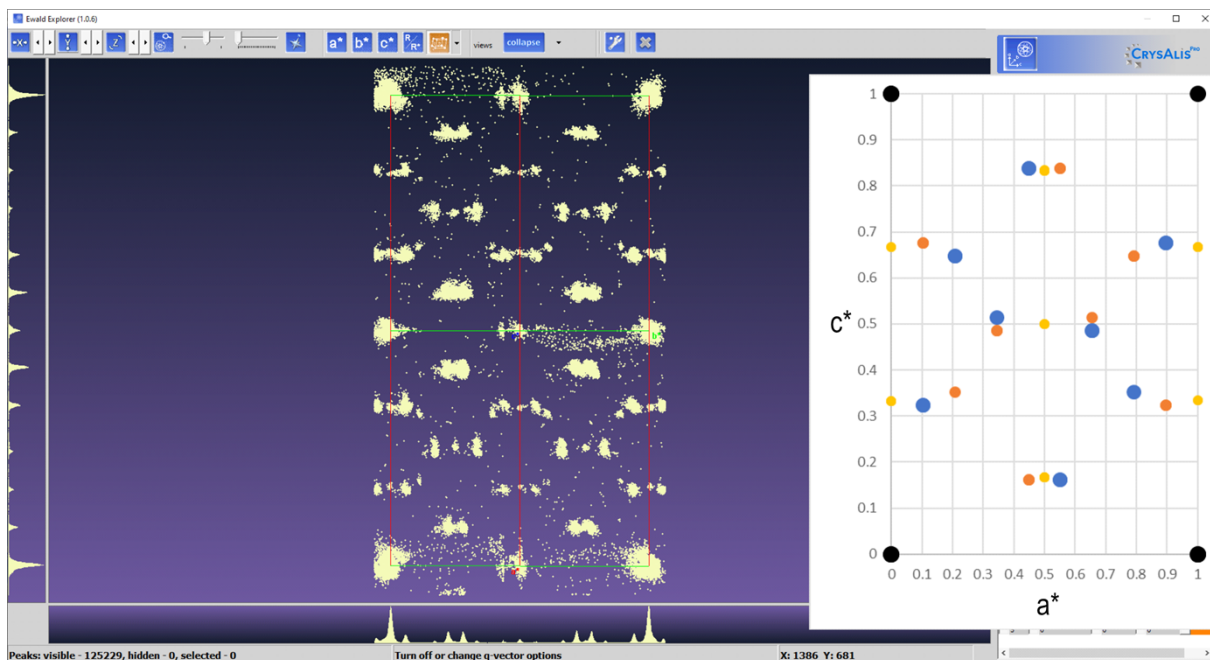 Ewald Explorer (1.0.6)
a* b* c* R/R* views collapse
CRYSALIS PRO
1
0.9
0.8
0.7
0.6
c* 0.5
0.4
0.3
0.2
0.1
0
0 0.1 0.2 0.3 0.4 0.5 0.6 0.7 0.8 0.9 1
a*
b*
Peaks: visible - 125229, hidden - 0, selected - 0 Turn off or change q-vector options X: 1386 Y: 681